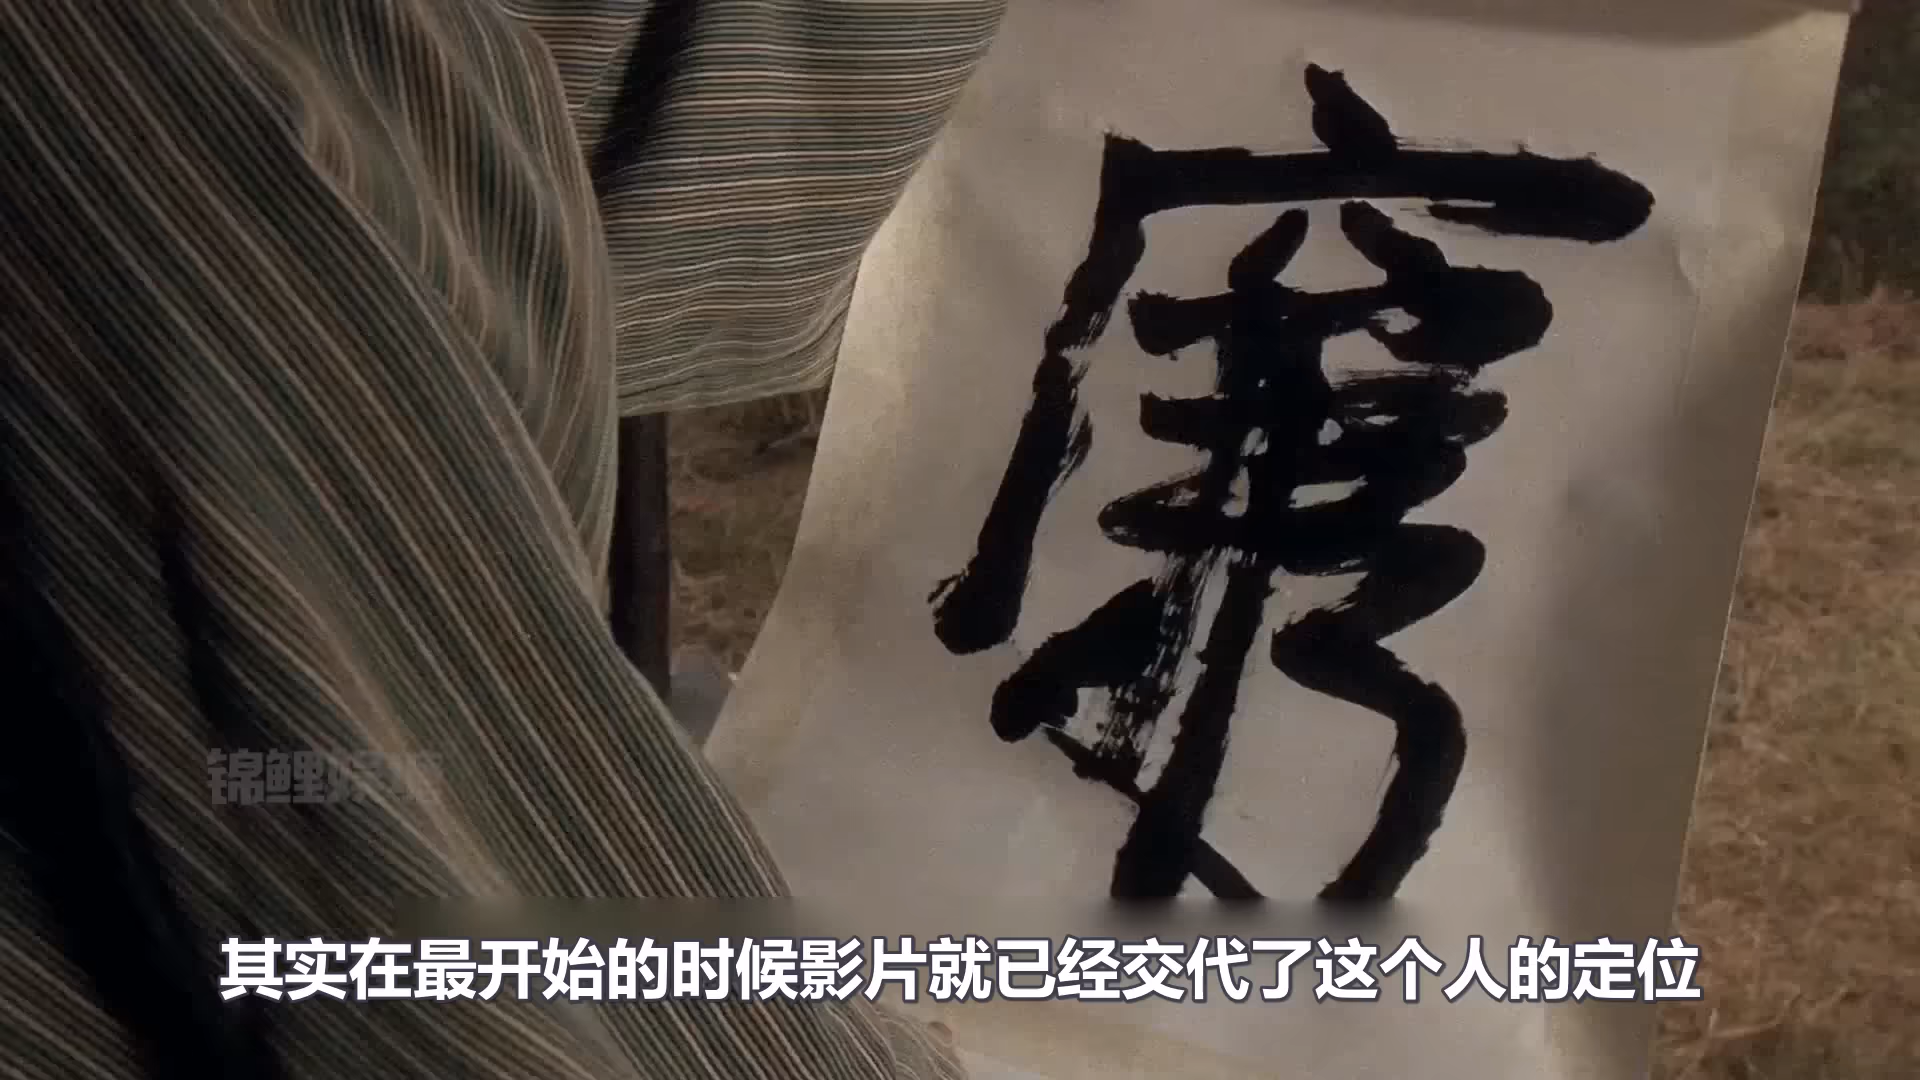 廉
锦鲤娱
其实在最开始的时候影片就已经交代了这个人的定位